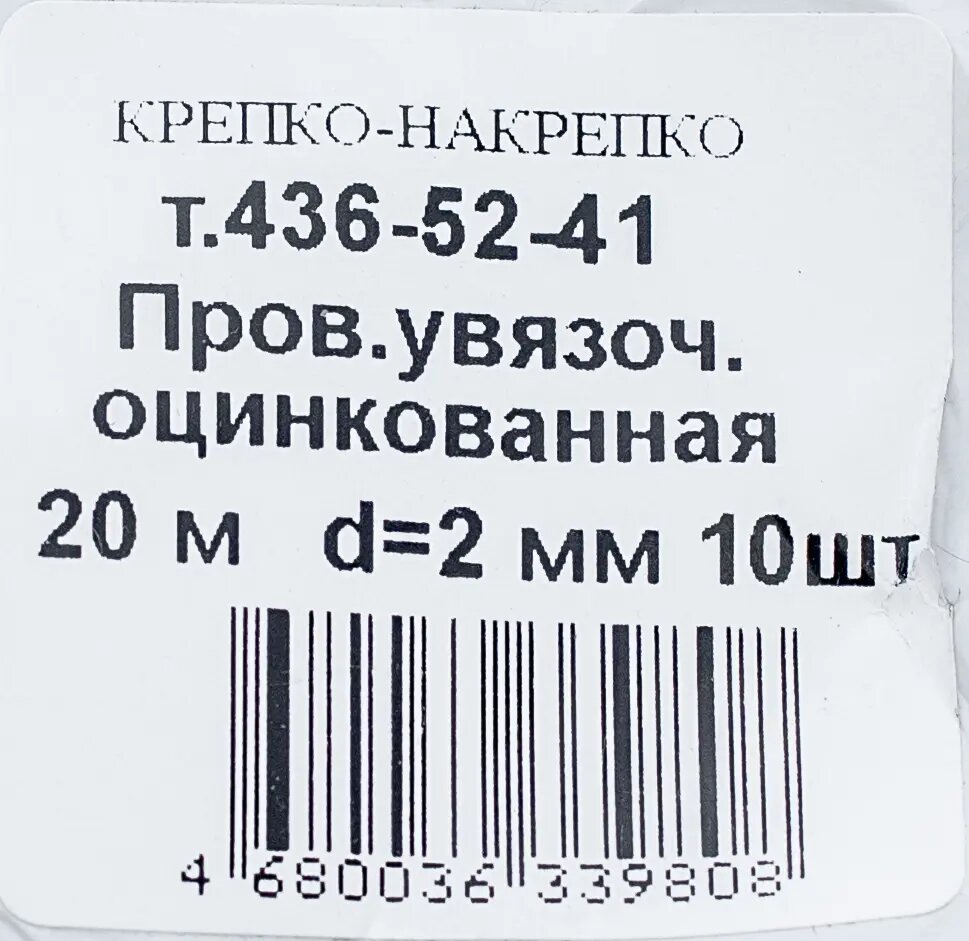 КРЕПКО-НАКРЕПКО
т.436-52-41
Пров.увязоч.
оцинкованная
20 м d=2 мм 10шт
4 680036 339808